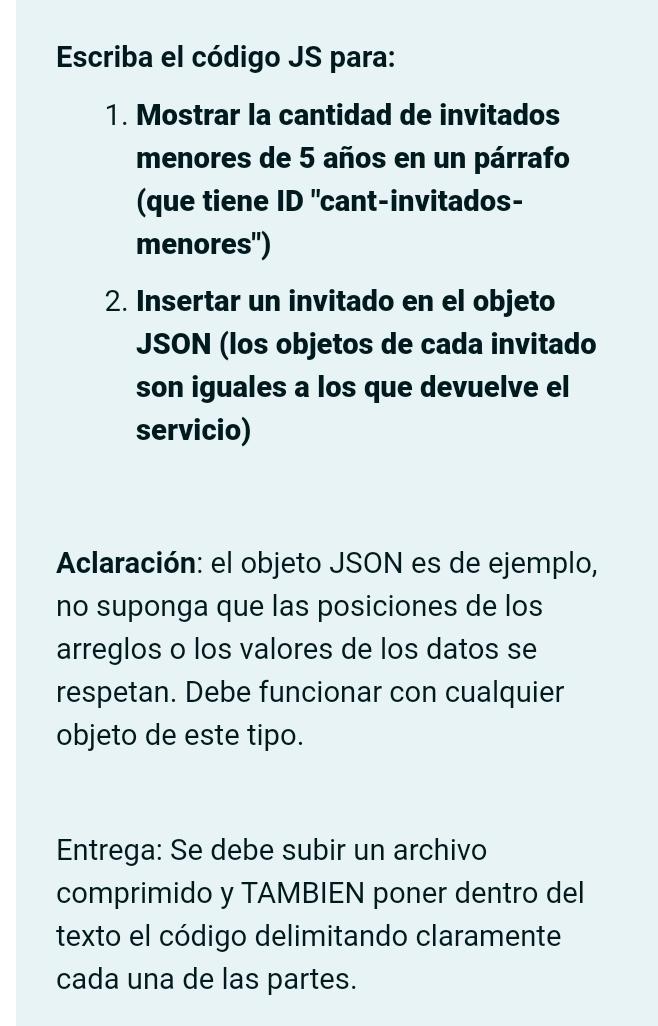 Escriba el código JS para:
1. Mostrar la cantidad de invitados
menores de 5 años en un párrafo
(que tiene ID "cant-invitados-
menores")
2. Insertar un invitado en el objeto
JSON (los objetos de cada invitado
son iguales a los que devuelve el
servicio)
Aclaración: el objeto JSON es de ejemplo,
no suponga que las posiciones de los
arreglos o los valores de los datos se
respetan. Debe funcionar con cualquier
objeto de este tipo.
Entrega: Se debe subir un archivo
comprimido y TAMBIEN poner dentro del
texto el código delimitando claramente
cada una de las partes.